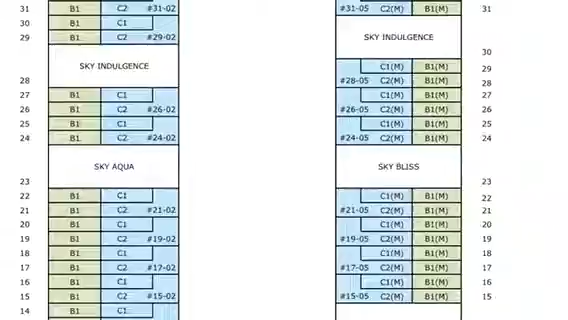 31 B1 C2 #31-02 #31-05 C2(M) B1(M) 31
30 B1 C1
29 B1 C2 #29-02
SKY INDULGENCE SKY INDULGENCE
30
C1(M) B1(M) 29
28 #28-05 C2(M) B1(M) 28
27 B1 C1 C1(M) B1(M) 27
26 B1 C2 #26-02 #26-05 C2(M) B1(M) 26
25 B1 C1 C1(M) B1(M) 25
24 B1 C2 #24-02 #24-05 C2(M) B1(M) 24
SKY AQUA SKY BLISS
23 23
22 B1 C1 C1(M) B1(M) 22
21 B1 C2 #21-02 #21-05 C2(M) B1(M) 21
20 B1 C1 C1(M) B1(M) 20
19 B1 C2 #19-02 #19-05 C2(M) B1(M) 19
18 B1 C1 C1(M) B1(M) 18
17 B1 C2 #17-02 #17-05 C2(M) B1(M) 17
16 B1 C1 C1(M) B1(M) 16
15 B1 C2 #15-02 #15-05 C2(M) B1(M) 15
14 B1 C1